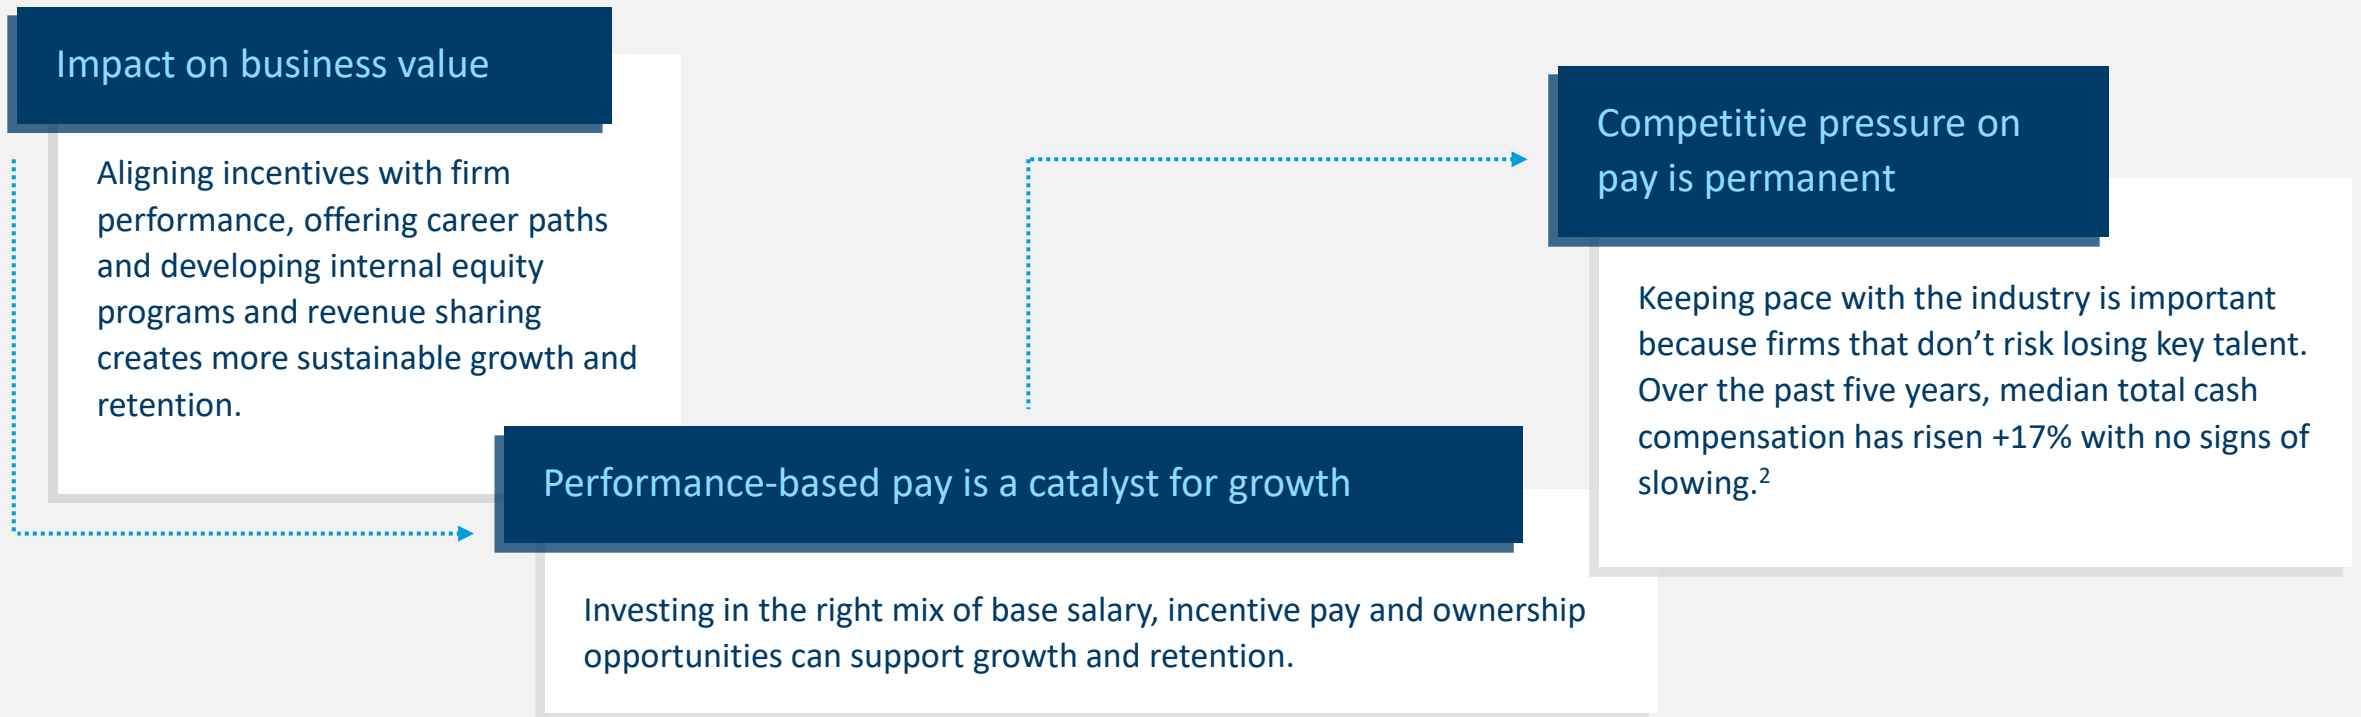 Impact on business value
Aligning incentives with firm
performance, offering career paths
and developing internal equity
programs and revenue sharing
creates more sustainable growth and
retention.
Performance-based pay is a catalyst for growth
Investing in the right mix of base salary, incentive pay and ownership
opportunities can support growth and retention.
Competitive pressure on
pay is permanent
Keeping pace with the industry is important
because firms that don’t risk losing key talent.
Over the past five years, median total cash
compensation has risen +17% with no signs of
slowing.²